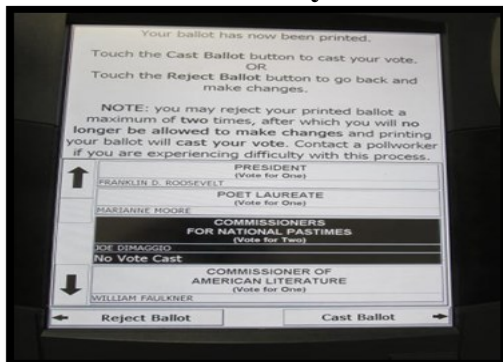 Your ballot has now been printed.
Touch the Cast Ballot button to cast your vote.
OR
Touch the Reject Ballot button to go back and
make changes.
NOTE: you may reject your printed ballot a
maximum of two times, after which you will no
longer be allowed to make changes and printing
your ballot will cast your vote. Contact a pollworker
if you are experiencing difficulty with this process.
PRESIDENT
(Vote for One)
FRANKLIN D. ROOSEVELT
POET LAUREATE
(Vote for One)
MARIANNE MOORE
COMMISSIONERS
FOR NATIONAL PASTIMES
(Vote for Two)
JOE DIMAGGIO
No Vote Cast
COMMISSIONER OF
AMERICAN LITERATURE
(Vote for One)
WILLIAM FAULKNER
Reject Ballot
Cast Ballot